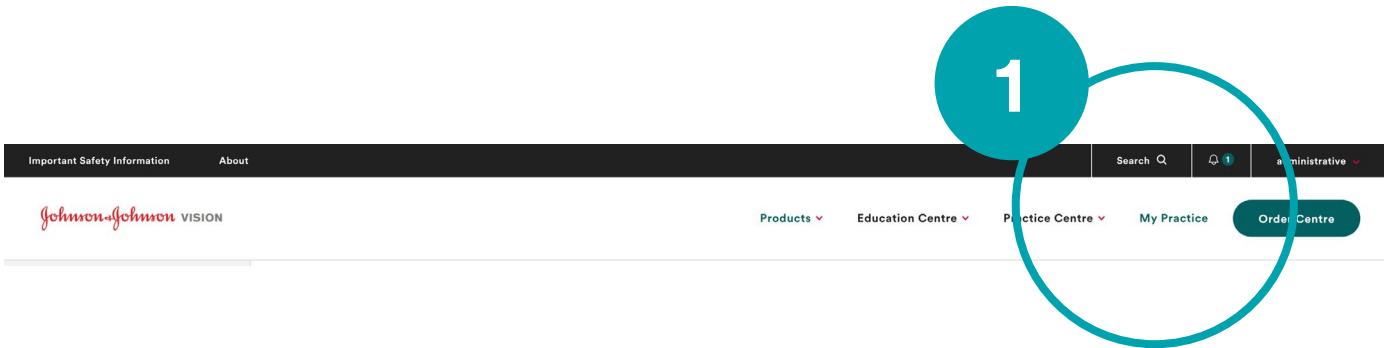 1
Important Safety Information About Search 1 administrative
Johnson & Johnson VISION Products Education Centre Practice Centre My Practice Order Centre